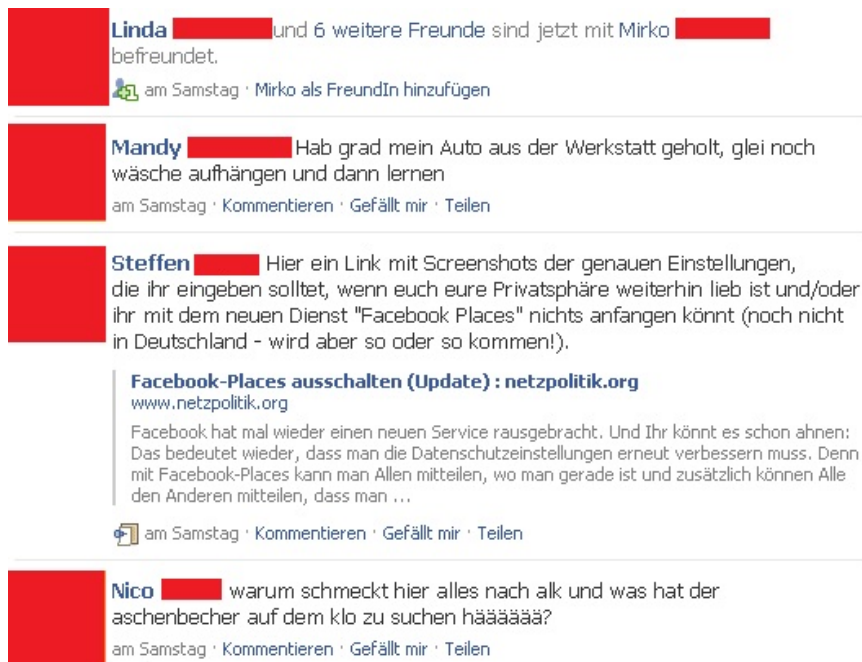 Linda und 6 weitere Freunde sind jetzt mit Mirko
befreundet.
am Samstag · Mirko als FreundIn hinzufügen
Mandy Hab grad mein Auto aus der Werkstatt geholt, glei noch
wäsche aufhängen und dann lernen
am Samstag · Kommentieren · Gefällt mir · Teilen
Steffen Hier ein Link mit Screenshots der genauen Einstellungen,
die ihr eingeben solltet, wenn euch eure Privatsphäre weiterhin lieb ist und/oder
ihr mit dem neuen Dienst "Facebook Places" nichts anfangen könnt (noch nicht
in Deutschland - wird aber so oder so kommen!).
Facebook-Places ausschalten (Update) : netzpolitik.org
www.netzpolitik.org
Facebook hat mal wieder einen neuen Service rausgebracht. Und Ihr könnt es schon ahnen:
Das bedeutet wieder, dass man die Datenschutzeinstellungen erneut verbessern muss. Denn
mit Facebook-Places kann man Allen mitteilen, wo man gerade ist und zusätzlich können Alle
den Anderen mitteilen, dass man ...
am Samstag · Kommentieren · Gefällt mir · Teilen
Nico warum schmeckt hier alles nach alk und was hat der
aschenbecher auf dem klo zu suchen hääääää?
am Samstag · Kommentieren · Gefällt mir · Teilen